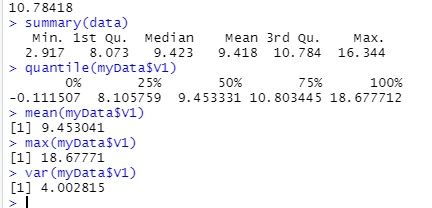 10.78418
> summary(data)
Min. 1st Qu. Median Mean 3rd Qu. Max.
2.917 8.073 9.423 9.418 10.784 16.344
> quantile(myData$V1)
0% 25% 50% 75% 100%
-0.111507 8.105759 9.453331 10.803445 18.677712
> mean(myData$V1)
[1] 9.453041
> max(myData$V1)
[1] 18.67771
> var(myData$V1)
[1] 4.002815
>